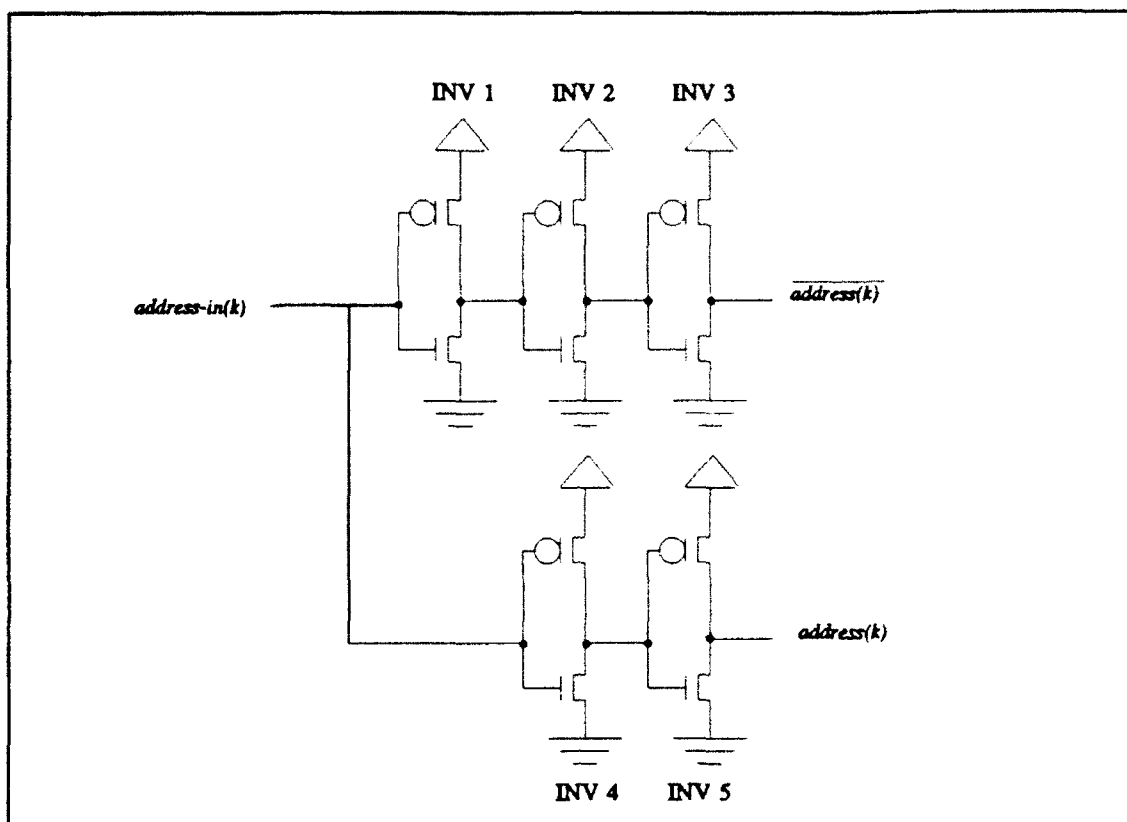 INV 1 INV 2 INV 3
address-in(k)
address(k)
address(k)
INV 4 INV 5